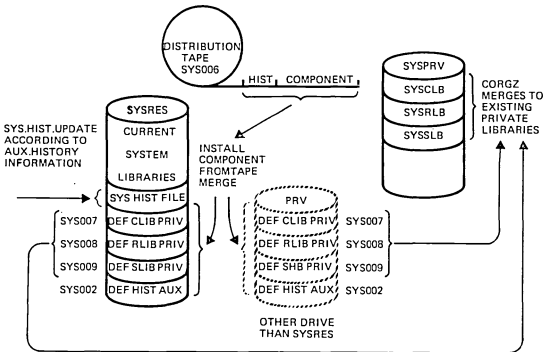 DISTRIBUTION
TAPE
SYS006
HIST COMPONENT
SYSPRV
SYSCLB
SYSRLB
SYSSLB
CORGZ
MERGES TO
EXISTING
PRIVATE
LIBRARIES
SYSRES
CURRENT
SYSTEM
LIBRARIES
SYS HIST FILE
DEF CLIB PRIV
DEF RLIB PRIV
DEF SLIB PRIV
DEF HIST AUX
SYS.HIST.UPDATE
ACCORDING TO
AUX.HISTORY
INFORMATION
SYS007
SYS008
SYS009
SYS002
INSTALL
COMPONENT
FROMTAPE
MERGE
PRV
DEF CLIB PRIV
DEF RLIB PRIV
DEF SHB PRIV
DEF HIST AUX
SYS007
SYS008
SYS009
SYS002
OTHER DRIVE
THAN SYSRES